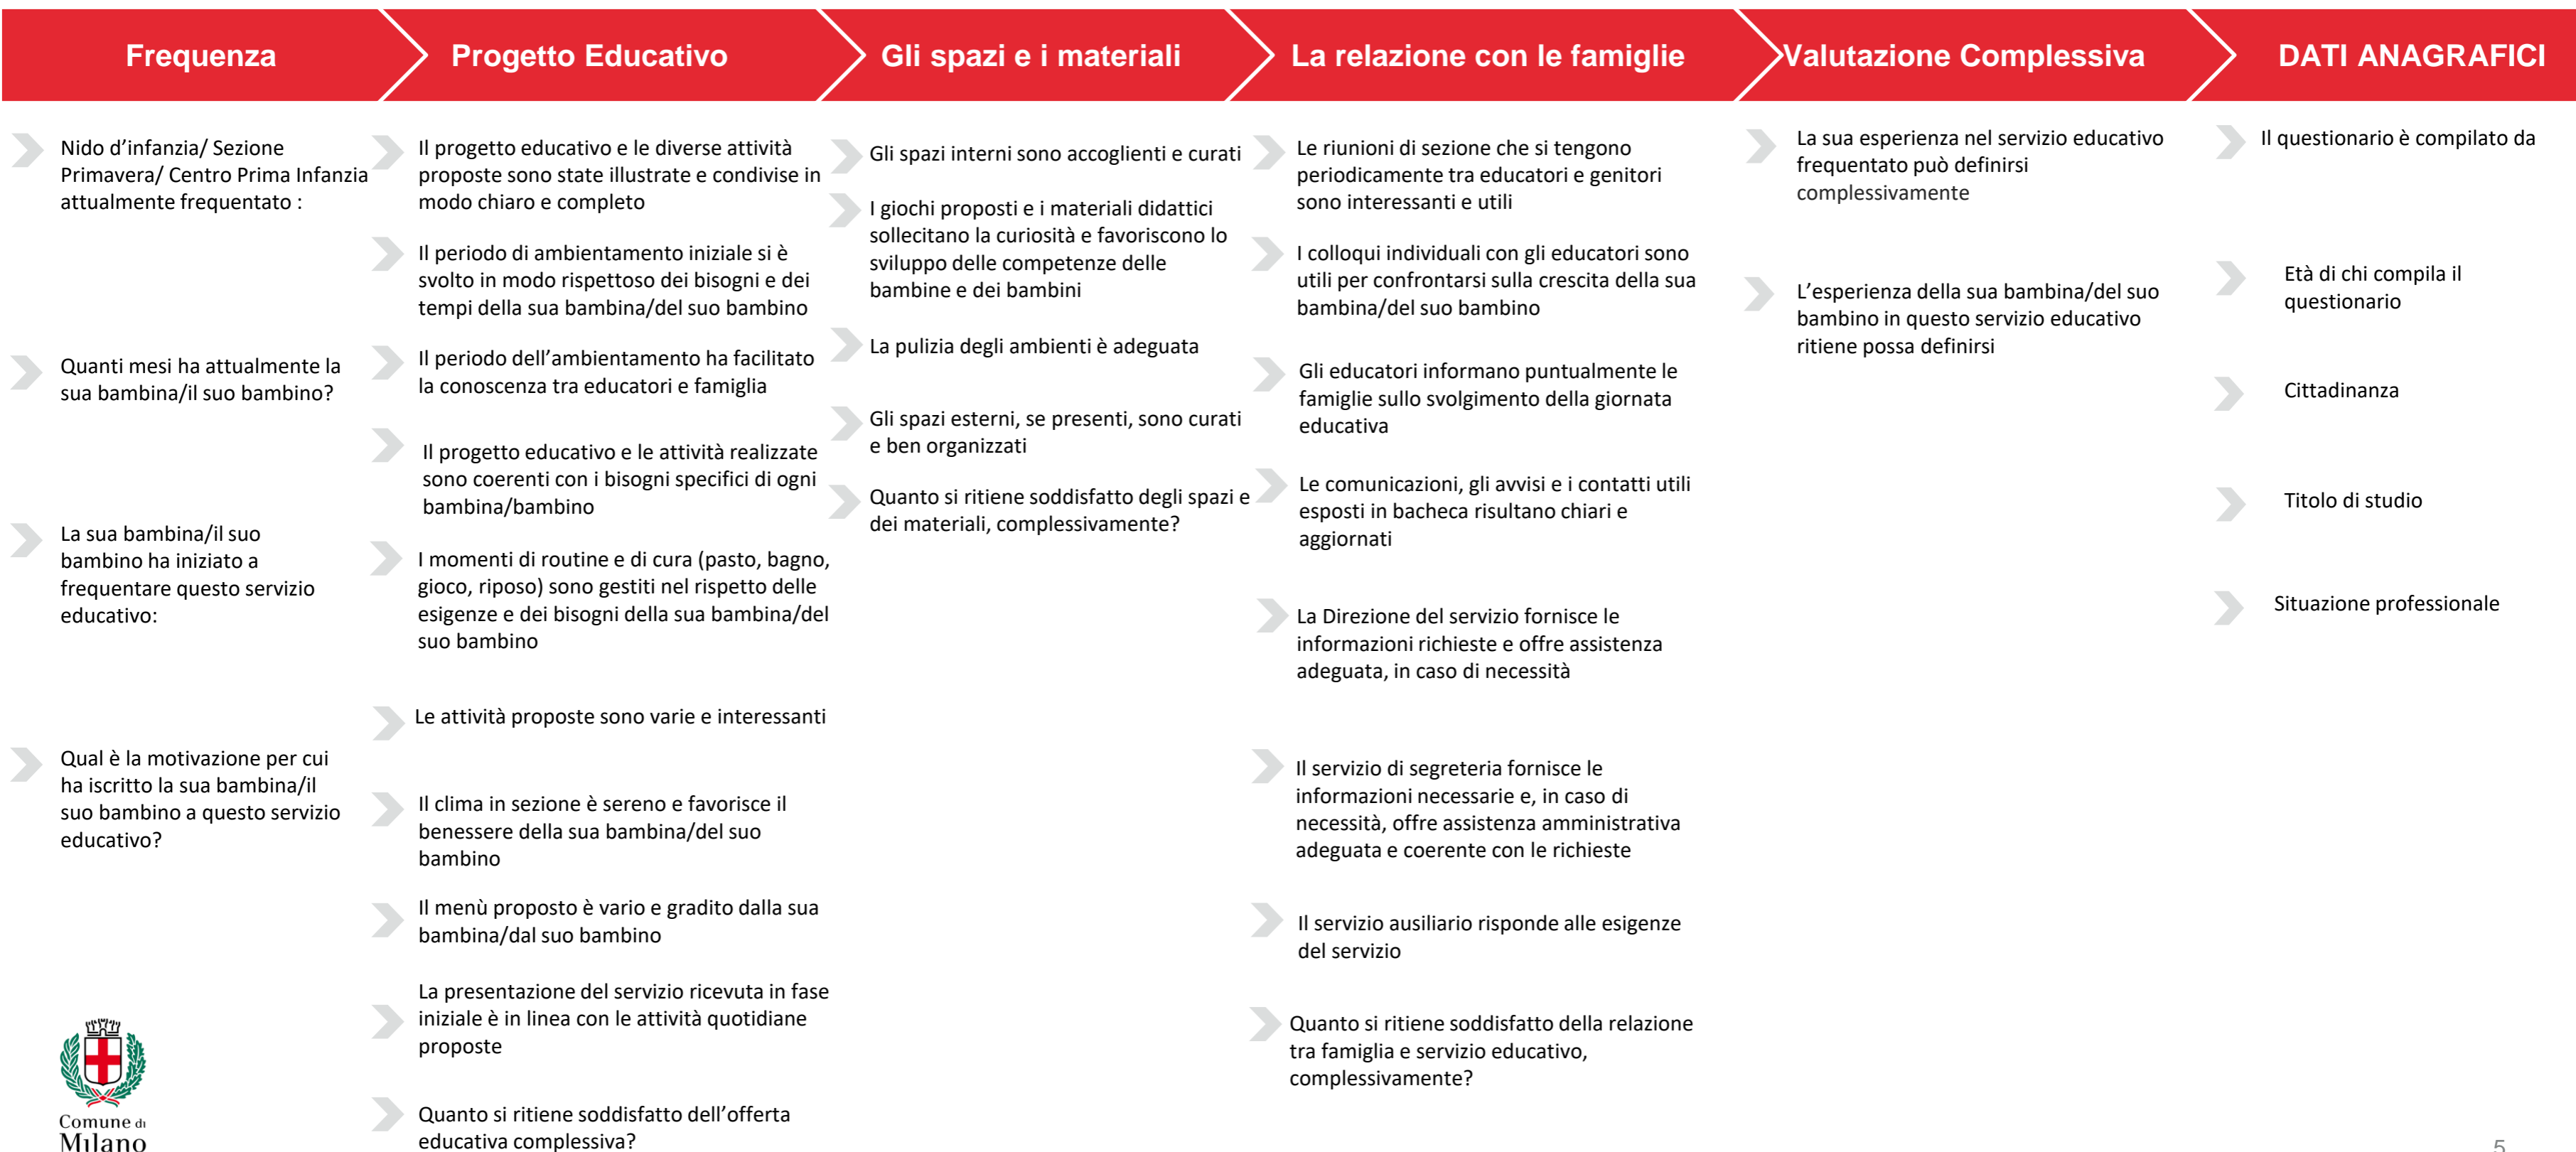 Frequenza
Progetto Educativo
Gli spazi e i materiali
La relazione con le famiglie
Valutazione Complessiva
DATI ANAGRAFICI
Nido d'infanzia/ Sezione
Primavera/ Centro Prima Infanzia
attualmente frequentato :
Quanti mesi ha attualmente la
sua bambina/il suo bambino?
La sua bambina/il suo
bambino ha iniziato a
frequentare questo servizio
educativo:
Qual è la motivazione per cui
ha iscritto la sua bambina/il
suo bambino a questo servizio
educativo?
Il progetto educativo e le diverse attività
proposte sono state illustrate e condivise in
modo chiaro e completo
Il periodo di ambientamento iniziale si è
svolto in modo rispettoso dei bisogni e dei
tempi della sua bambina/del suo bambino
Il periodo dell'ambientamento ha facilitato
la conoscenza tra educatori e famiglia
Il progetto educativo e le attività realizzate
sono coerenti con i bisogni specifici di ogni
bambina/bambino
I momenti di routine e di cura (pasto, bagno,
gioco, riposo) sono gestiti nel rispetto delle
esigenze e dei bisogni della sua bambina/del
suo bambino
Le attività proposte sono varie e interessanti
Il clima in sezione è sereno e favorisce il
benessere della sua bambina/del suo
bambino
Il menù proposto è vario e gradito dalla sua
bambina/dal suo bambino
La presentazione del servizio ricevuta in fase
iniziale è in linea con le attività quotidiane
proposte
Quanto si ritiene soddisfatto dell'offerta
educativa complessiva?
Gli spazi interni sono accoglienti e curati
I giochi proposti e i materiali didattici
sollecitano la curiosità e favoriscono lo
sviluppo delle competenze delle
bambine e dei bambini
La pulizia degli ambienti è adeguata
Gli spazi esterni, se presenti, sono curati
e ben organizzati
Quanto si ritiene soddisfatto degli spazi e
dei materiali, complessivamente?
Le riunioni di sezione che si tengono
periodicamente tra educatori e genitori
sono interessanti e utili
I colloqui individuali con gli educatori sono
utili per confrontarsi sulla crescita della sua
bambina/del suo bambino
Gli educatori informano puntualmente le
famiglie sullo svolgimento della giornata
educativa
Le comunicazioni, gli avvisi e i contatti utili
esposti in bacheca risultano chiari e
aggiornati
La Direzione del servizio fornisce le
informazioni richieste e offre assistenza
adeguata, in caso di necessità
Il servizio di segreteria fornisce le
informazioni necessarie e, in caso di
necessità, offre assistenza amministrativa
adeguata e coerente con le richieste
Il servizio ausiliario risponde alle esigenze
del servizio
Quanto si ritiene soddisfatto della relazione
tra famiglia e servizio educativo,
complessivamente?
La sua esperienza nel servizio educativo
frequentato può definirsi
complessivamente
L'esperienza della sua bambina/del suo
bambino in questo servizio educativo
ritiene possa definirsi
Il questionario è compilato da
Età di chi compila il
questionario
Cittadinanza
Titolo di studio
Situazione professionale
Comune di
Milano
5